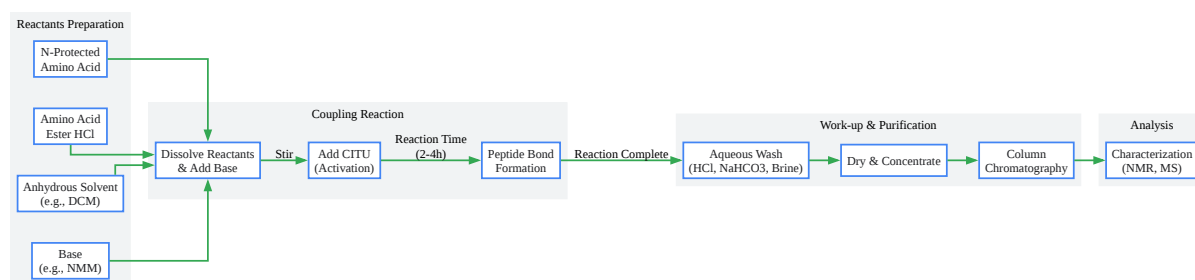 Reactants Preparation
N-Protected
Amino Acid
Amino Acid
Ester HCl
Anhydrous Solvent
(e.g., DCM)
Base
(e.g., NMM)
Coupling Reaction
Dissolve Reactants
& Add Base
Stir
Add CITU
(Activation)
Reaction Time
(2-4h)
Peptide Bond
Formation
Reaction Complete
Work-up & Purification
Aqueous Wash
(HCl, NaHCO3, Brine)
Dry & Concentrate
Column
Chromatography
Analysis
Characterization
(NMR, MS)